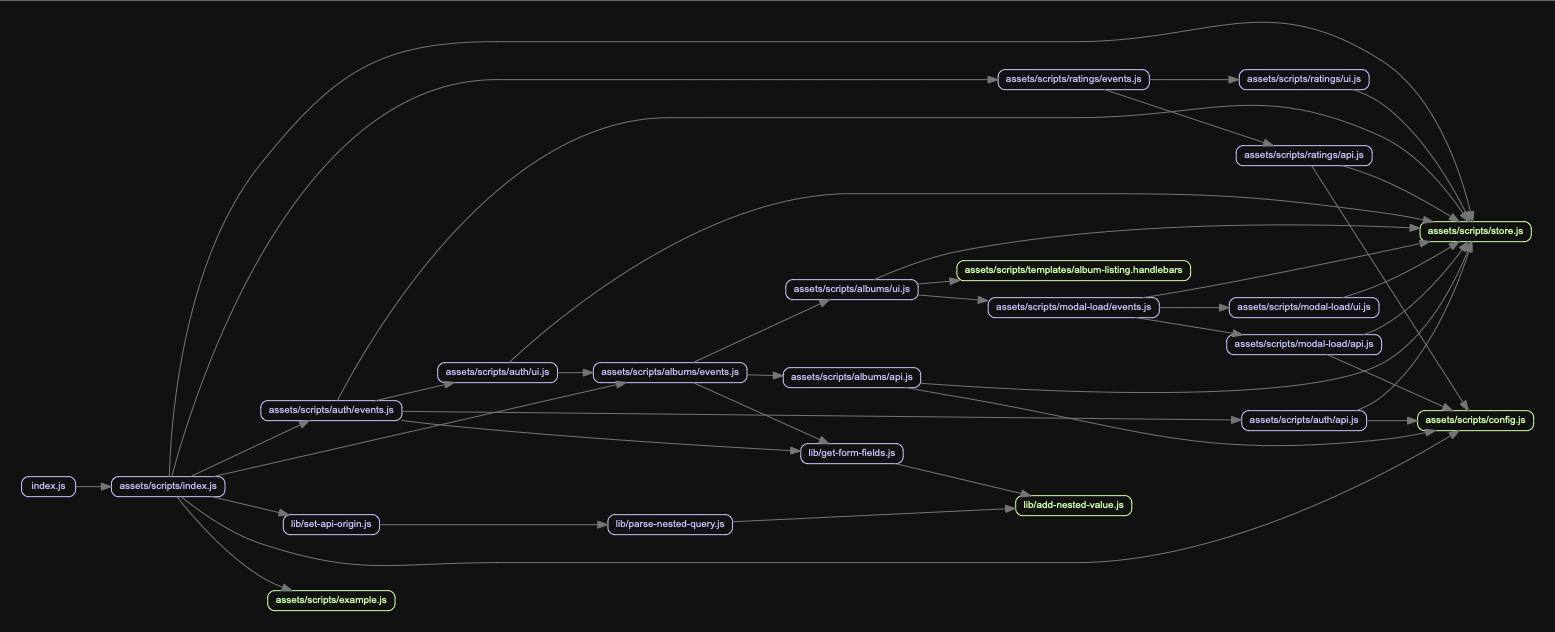 assets/scripts/ratings/events.js
assets/scripts/ratings/ui.js
assets/scripts/ratings/api.js
assets/scripts/store.js
assets/scripts/templates/album-listing.handlebars
assets/scripts/albums/ui.js
assets/scripts/modal-load/events.js
assets/scripts/modal-load/ui.js
assets/scripts/modal-load/api.js
assets/scripts/auth/ui.js
assets/scripts/albums/events.js
assets/scripts/albums/api.js
assets/scripts/auth/events.js
assets/scripts/auth/api.js
assets/scripts/config.js
lib/get-form-fields.js
index.js
assets/scripts/index.js
lib/add-nested-value.js
lib/set-api-origin.js
lib/parse-nested-query.js
assets/scripts/example.js